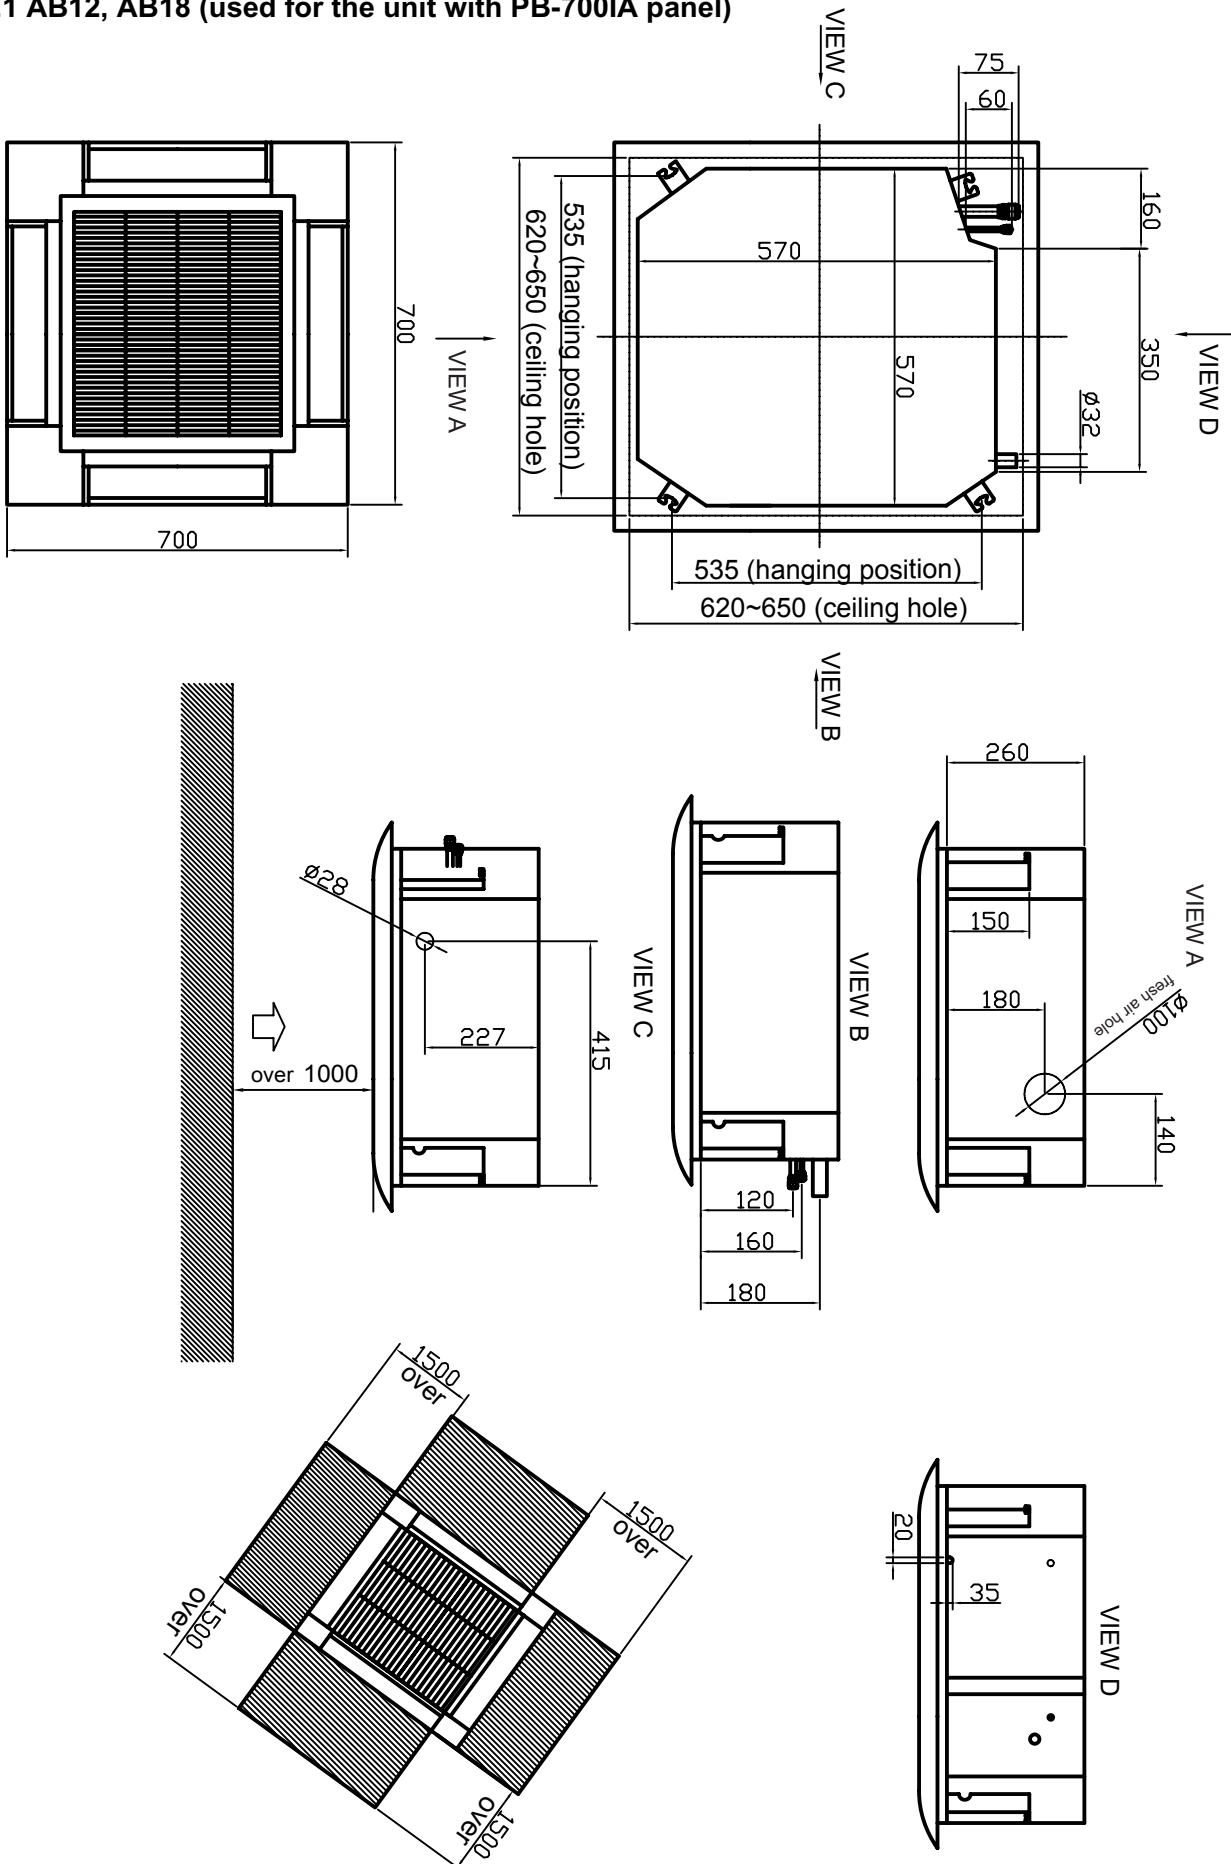 .1 AB12, AB18 (used for the unit with PB-700IA panel)
VIEW C
75
60
160
570
570
350
ø32
VIEW D
535 (hanging position)
620~650 (ceiling hole)
535 (hanging position)
620~650 (ceiling hole)
VIEW B
700
700
VIEW A
260
150
180
VIEW A
fresh air hole
ø100
140
VIEW B
120
160
180
VIEW C
ø28
227
415
over 1000
1500
over
1500
over
1500
over
1500
over
20
35
VIEW D